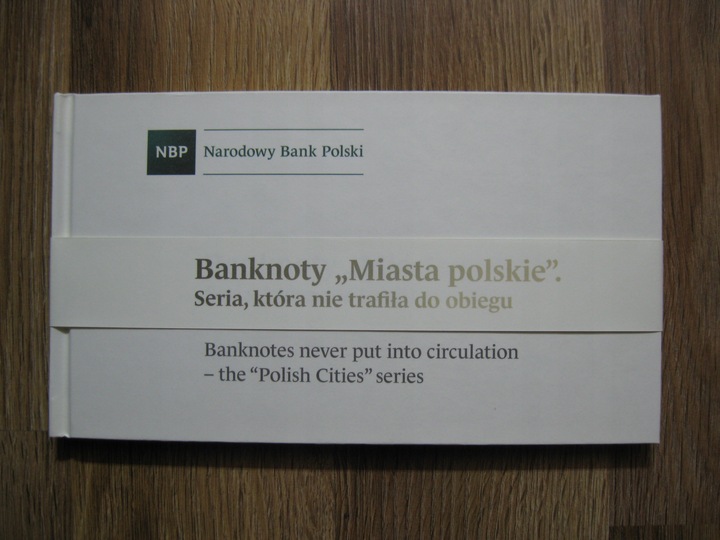 NBP
Narodowy Bank Polski
Banknoty „Miasta polskie”.
Seria, która nie trafiła do obiegu
Banknotes never put into circulation
– the “Polish Cities” series